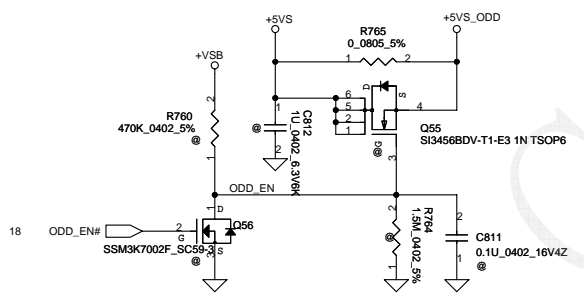 +5VS
+5VS_ODD
R765
0_0805_5%
1
2
+VSB
2
R760
470K_0402_5%
@
1
1
2
@
C812
1U_0402_6.3V6K
6
5
2
1
D
S
4
@G
3
Q55
SI3456BDV-T1-E3 1N TSOP6
ODD_EN
18
ODD_EN#
2
G
1
D
Q56
3
S
SSM3K7002F_SC59-3
@
2
@
1
R764
1.5M_0402_5%
2
1
C811
0.1U_0402_16V4Z
@